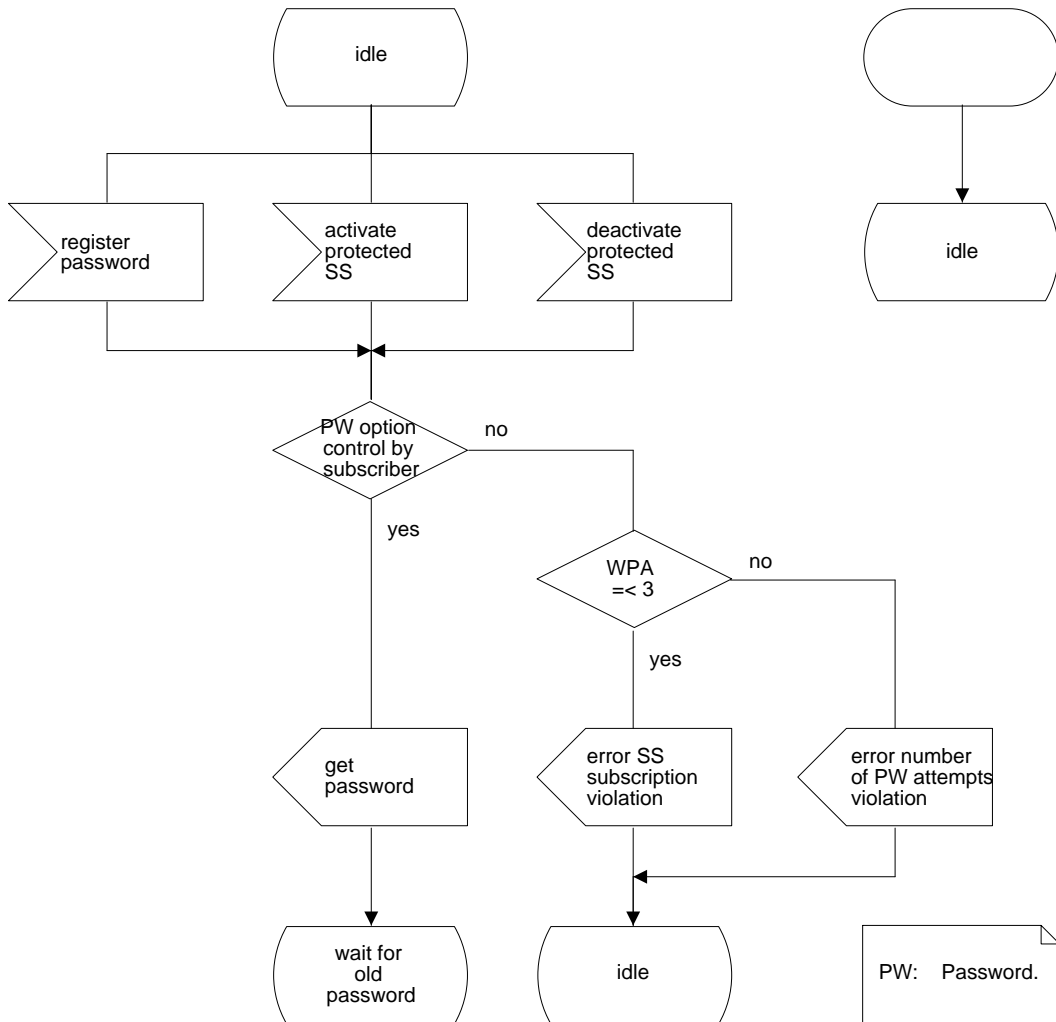 idle
register
password
activate
protected
SS
deactivate
protected
SS
idle
PW option
control by
subscriber
no
yes
WPA
=< 3
no
yes
get
password
error SS
subscription
violation
error number
of PW attempts
violation
wait for
old
password
idle
PW: Password.